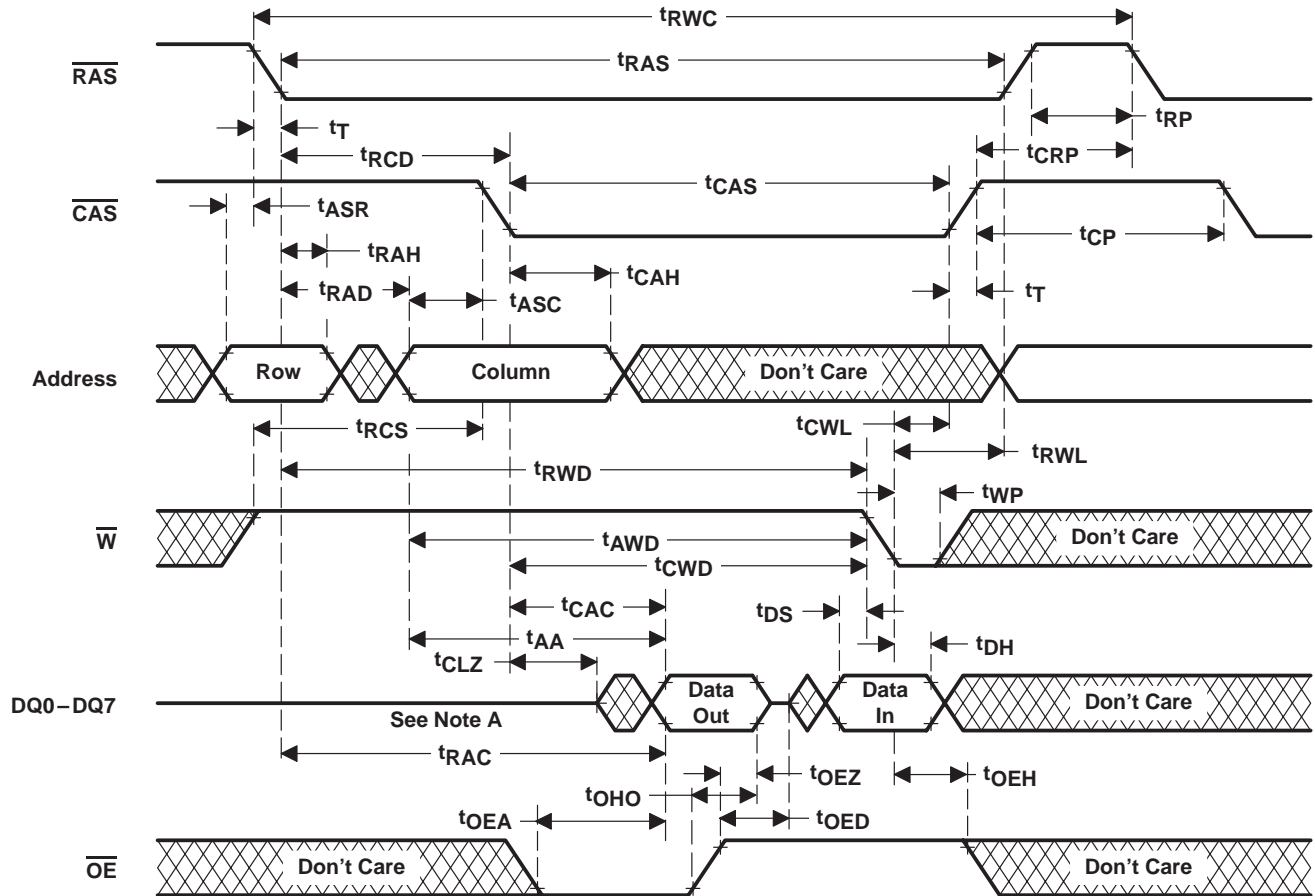 tRWC
RAS
tRAS
tT
tRP
tRCD
tCRP
CAS
tCAS
tASR
tCP
tRAH
tCAH
tRAD
tASC
tT
Address
Row
Column
Don't Care
tRCS
tCWL
tRWL
tRWD
tWP
W
Don't Care
tAWD
tCWD
tCAC
tDS
tAA
tDH
tCLZ
DQ0–DQ7
Data Out
Data In
Don't Care
See Note A
tRAC
tOEZ
tOEH
tOHO
tOEA
tOED
OE
Don't Care
Don't Care